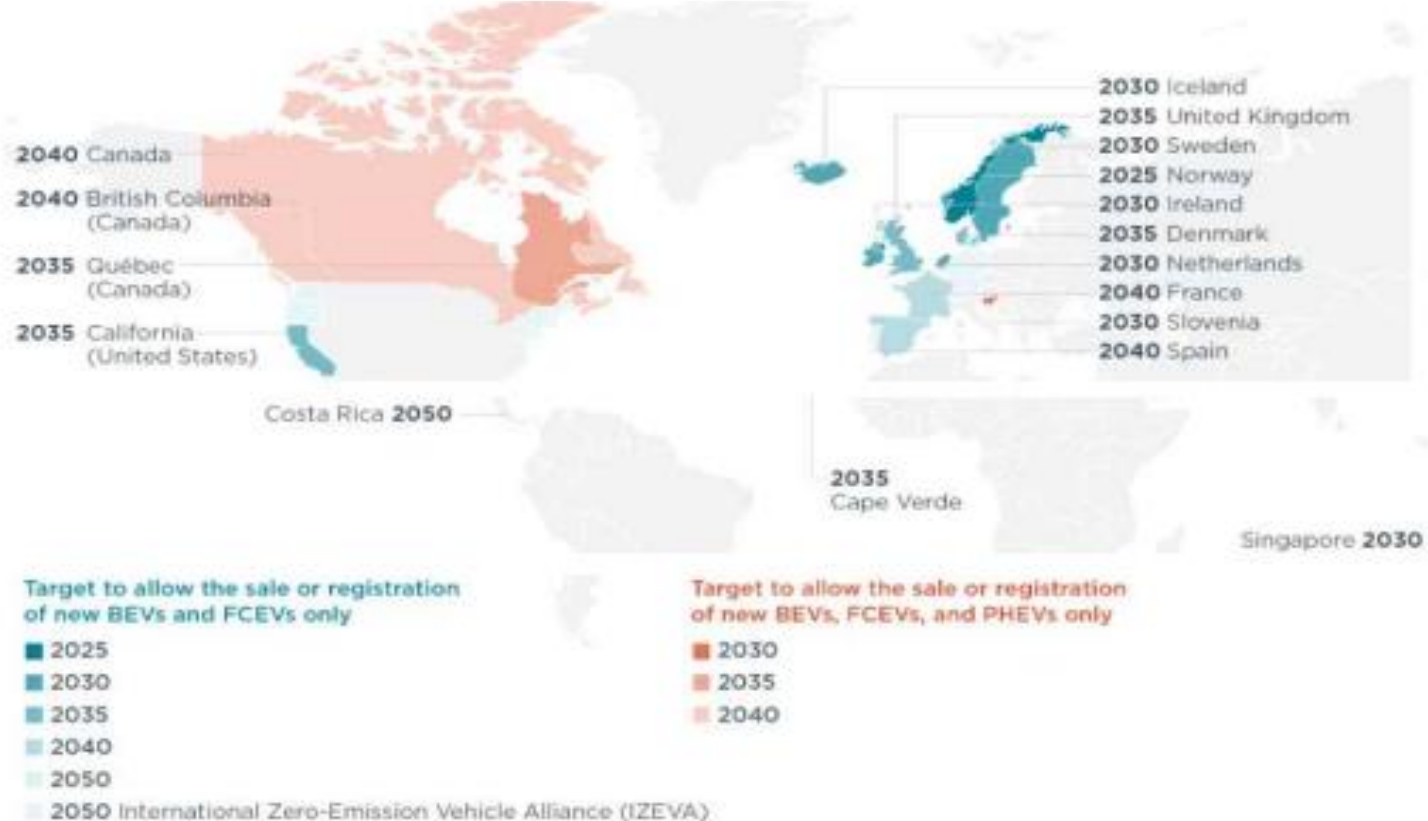 2040 Canada
2040 British Columbia
(Canada)
2035 Québec
(Canada)
2035 California
(United States)
2030 Iceland
2035 United Kingdom
2030 Sweden
2025 Norway
2030 Ireland
2035 Denmark
2030 Netherlands
2040 France
2030 Slovenia
2040 Spain
Costa Rica 2050
2035
Cape Verde
Singapore 2030
Target to allow the sale or registration
of new BEVs and FCEVs only
2025
2030
2035
2040
2050
2050 International Zero-Emission Vehicle Alliance (IZEVA)
Target to allow the sale or registration
of new BEVs, FCEVs, and PHEVs only
2030
2035
2040